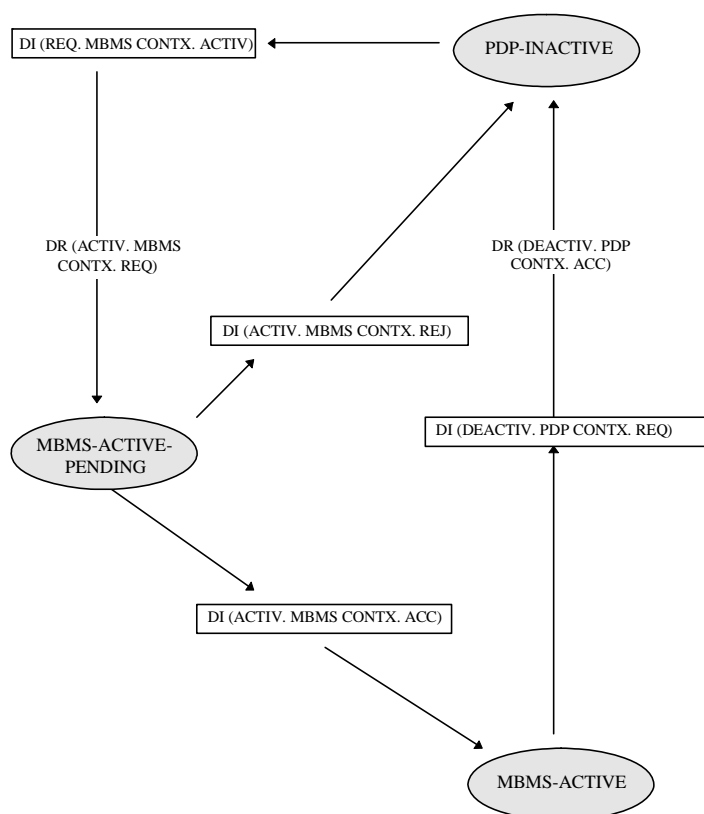 DI (REQ. MBMS CONTX. ACTIV)
PDP-INACTIVE
DR (ACTIV. MBMS
CONTX. REQ)
DR (DEACTIV. PDP
CONTX. ACC)
DI (ACTIV. MBMS CONTX. REJ)
MBMS-ACTIVE-
PENDING
DI (DEACTIV. PDP CONTX. REQ)
DI (ACTIV. MBMS CONTX. ACC)
MBMS-ACTIVE